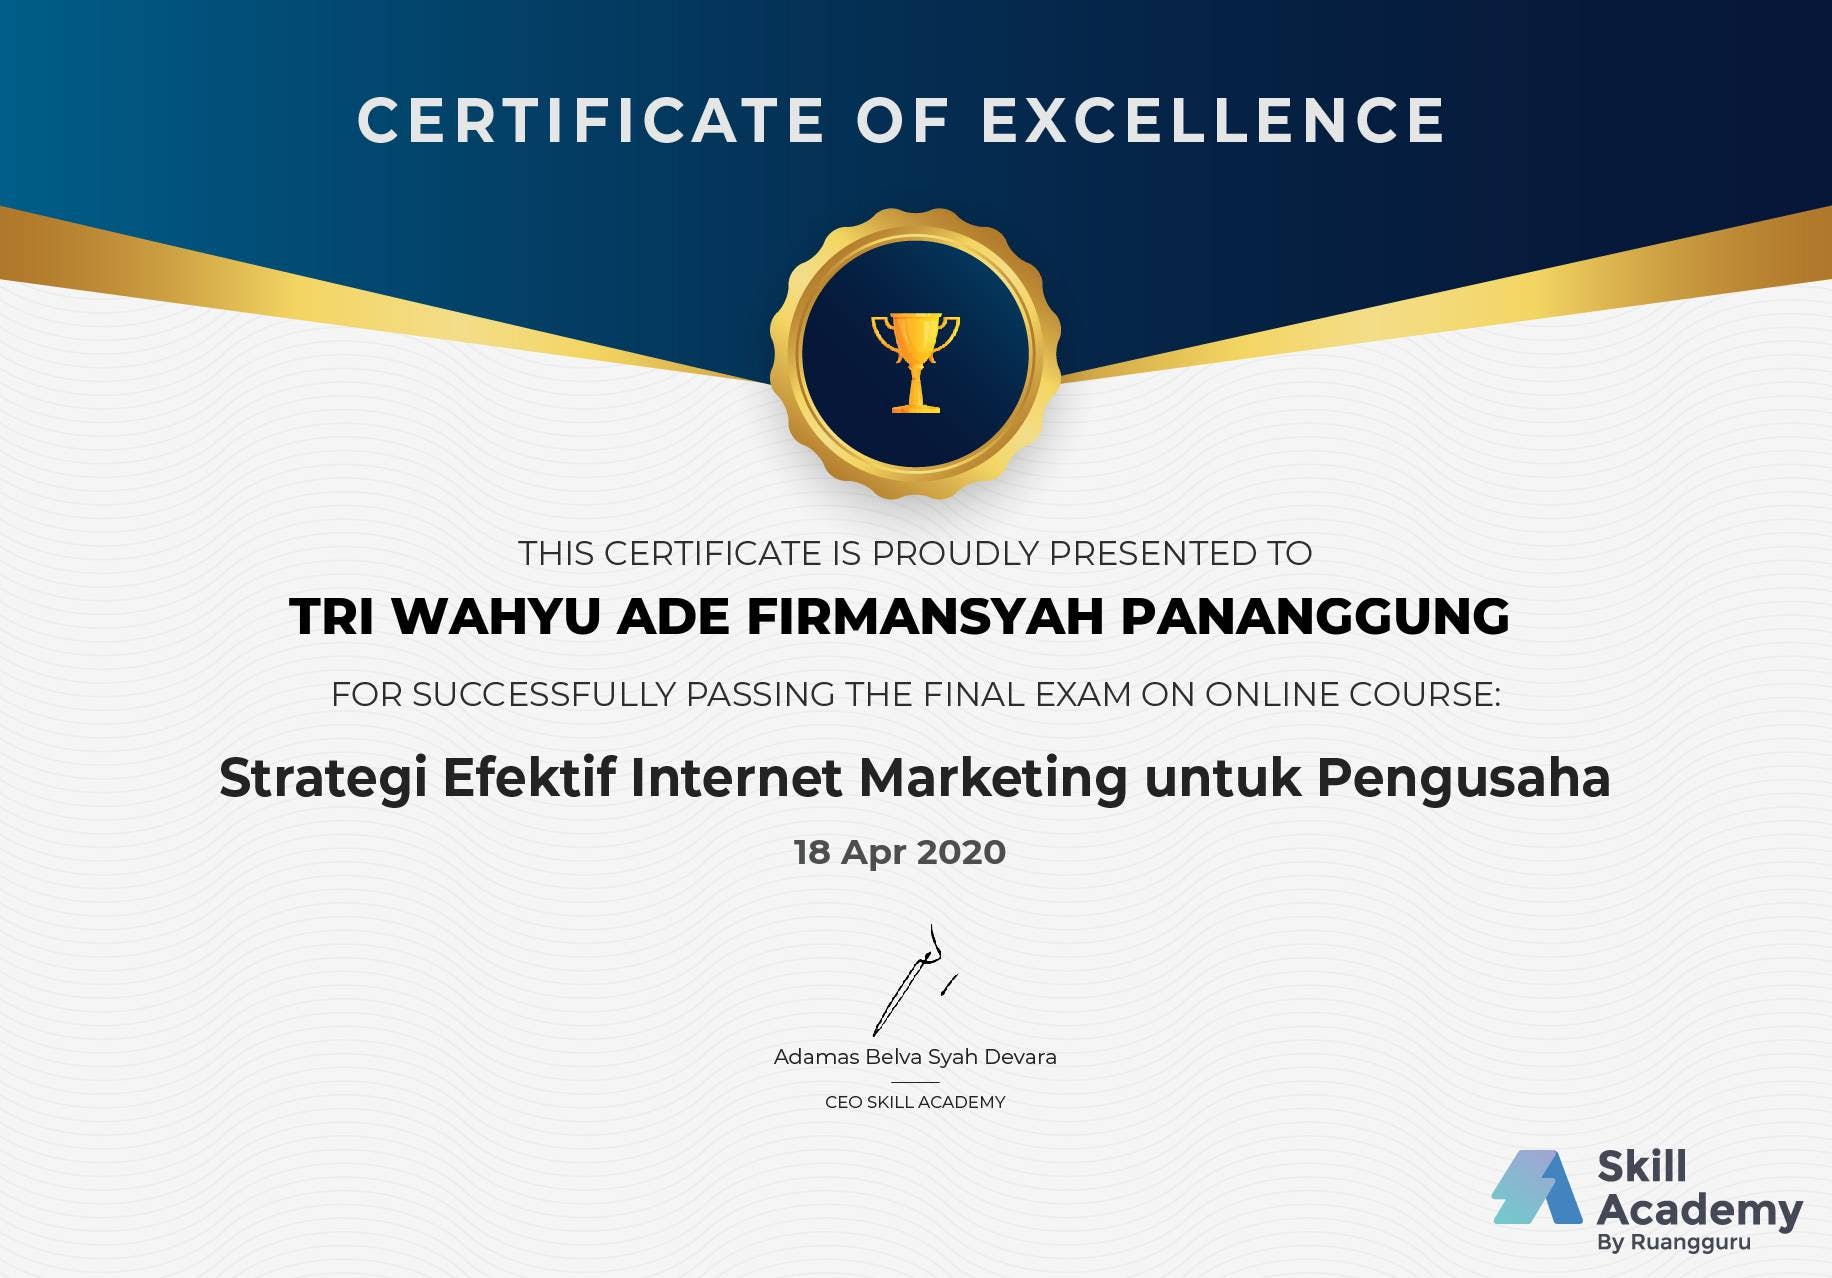 CERTIFICATE OF EXCELLENCE
THIS CERTIFICATE IS PROUDLY PRESENTED TO
TRI WAHYU ADE FIRMANSYAH PANANGGUNG
FOR SUCCESSFULLY PASSING THE FINAL EXAM ON ONLINE COURSE:
Strategi Efektif Internet Marketing untuk Pengusaha
18 Apr 2020
Adamas Belva Syah Devara
CEO SKILL ACADEMY
Skill
Academy
By Ruangguru